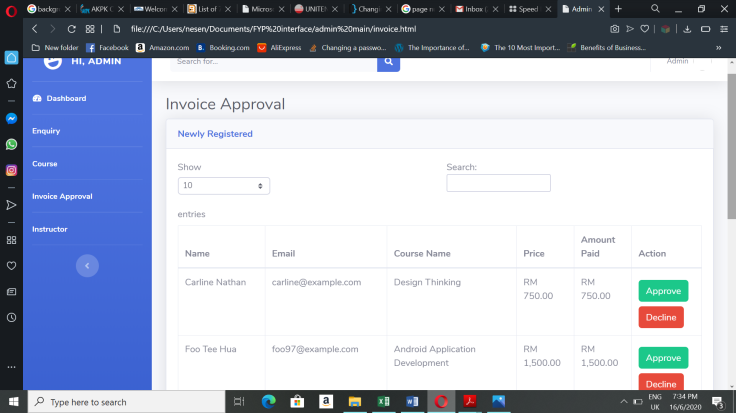 backgr
AKPK C
Welcom
List of
Micros
UNITEN
Changi
page n
Inbox (
Speed
Admin
file:///C:/Users/nesen/Documents/FYP%20interface/admin%20main/invoice.html
New folder
Facebook
Amazon.com
B. Booking.com
AliExpress
Changing a passwo...
The Importance of...
The 10 Most Import...
Benefits of Business...
HI, ADMIN
Search for...
Admin
Dashboard
Enquiry
Course
Invoice Approval
Instructor
Invoice Approval
Newly Registered
Show
10
entries
Search:
Name Email Course Name Price Amount Paid Action
Carline Nathan carline@example.com Design Thinking RM 750.00 RM 750.00 Approve
Decline
Foo Tee Hua foo97@example.com Android Application Development RM 1,500.00 RM 1,500.00 Approve
Decline
Type here to search
ENG
UK
7:34 PM
16/6/2020
3